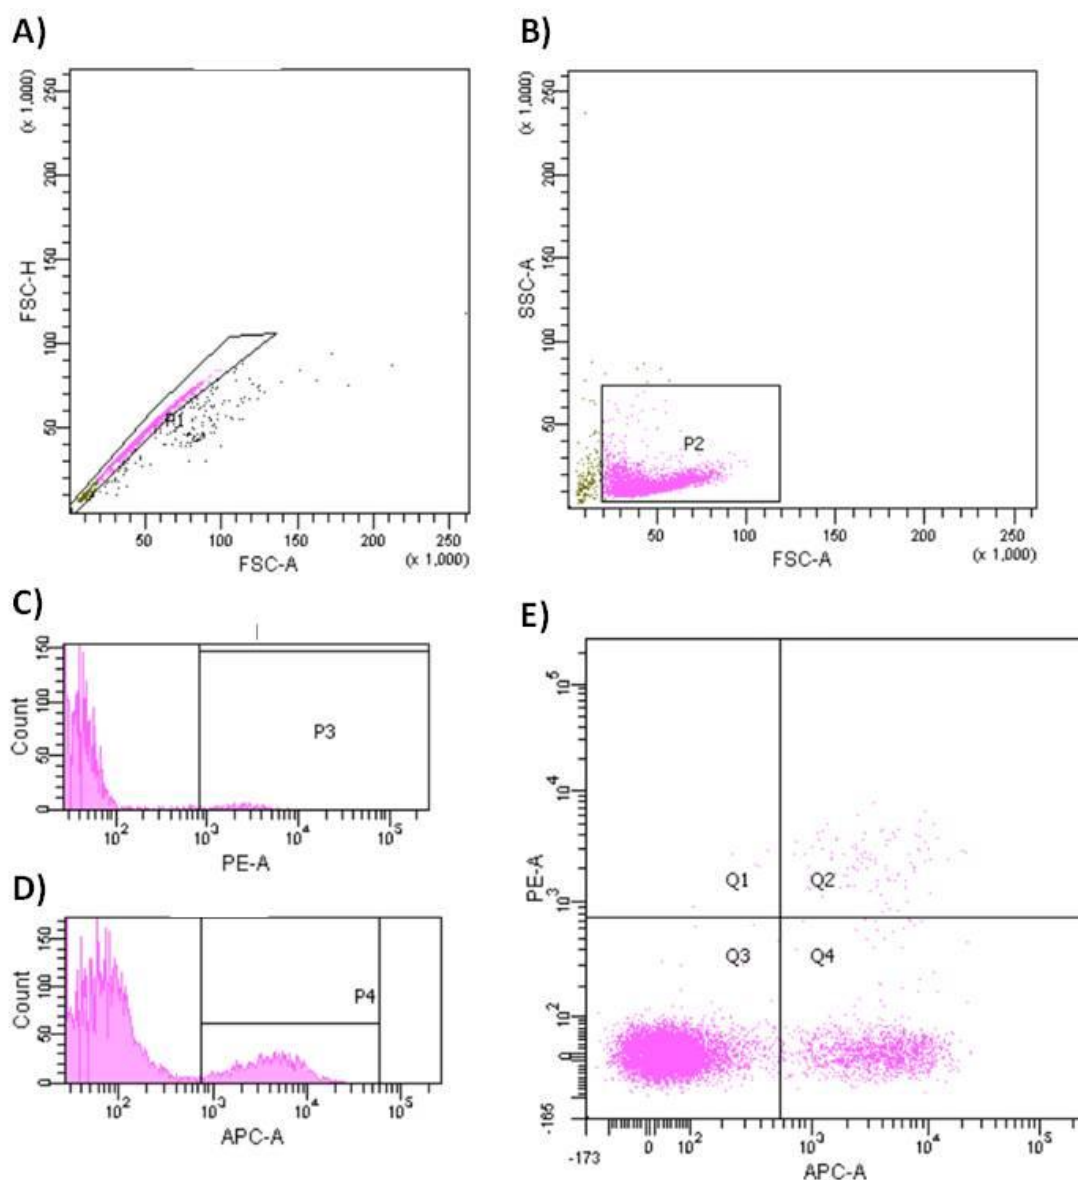 A)
(x 1,000)
250
200
150
100
50
FSC-H
P1
50 100 150 200 250
FSC-A
(x 1,000)
B)
(x 1,000)
250
200
150
100
50
SSC-A
P2
50 100 150 200 250
FSC-A
(x 1,000)
C)
150
100
50
0
Count
P3
10^2 10^3 10^4 10^5
PE-A
D)
150
100
50
0
Count
P4
10^2 10^3 10^4 10^5
APC-A
E)
10^5
10^4
10^3
10^2
0
-166
PE-A
Q1 Q2
Q3 Q4
-173 0 10^2 10^3 10^4 10^5
APC-A